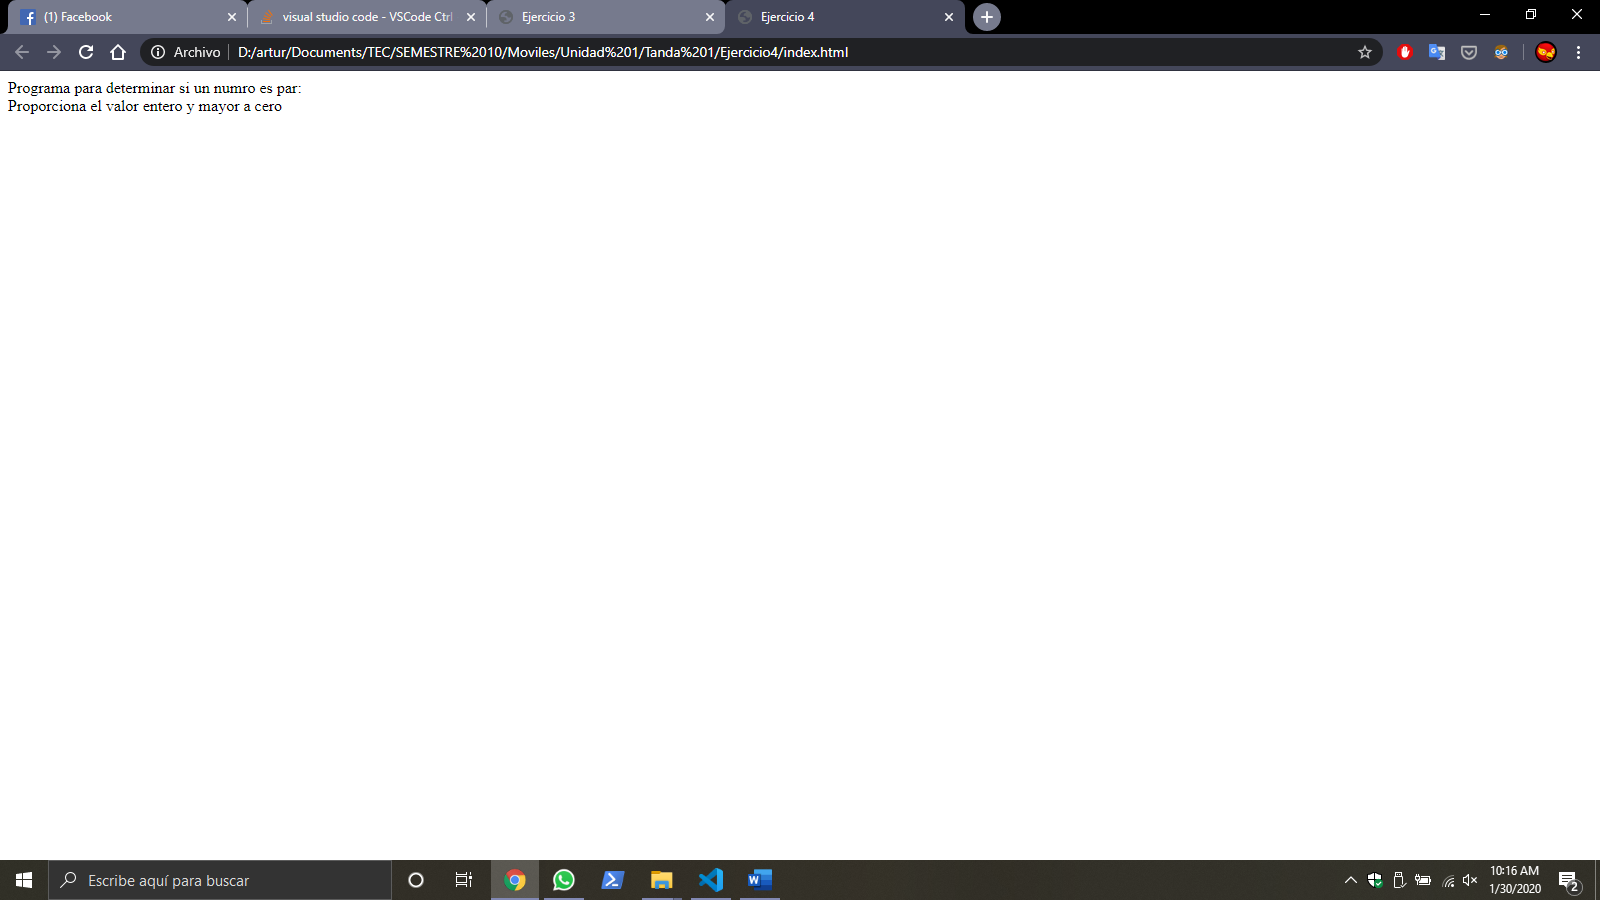 (1) Facebook
visual studio code - VSCode Ctrl
Ejercicio 3
Ejercicio 4
Archivo
D:/artur/Documents/TEC/SEMESTRE%2010/Moviles/Unidad%201/Tanda%201/Ejercicio4/index.html
Programa para determinar si un numro es par:
Proporciona el valor entero y mayor a cero
Escribe aquí para buscar
10:16 AM
1/30/2020
2